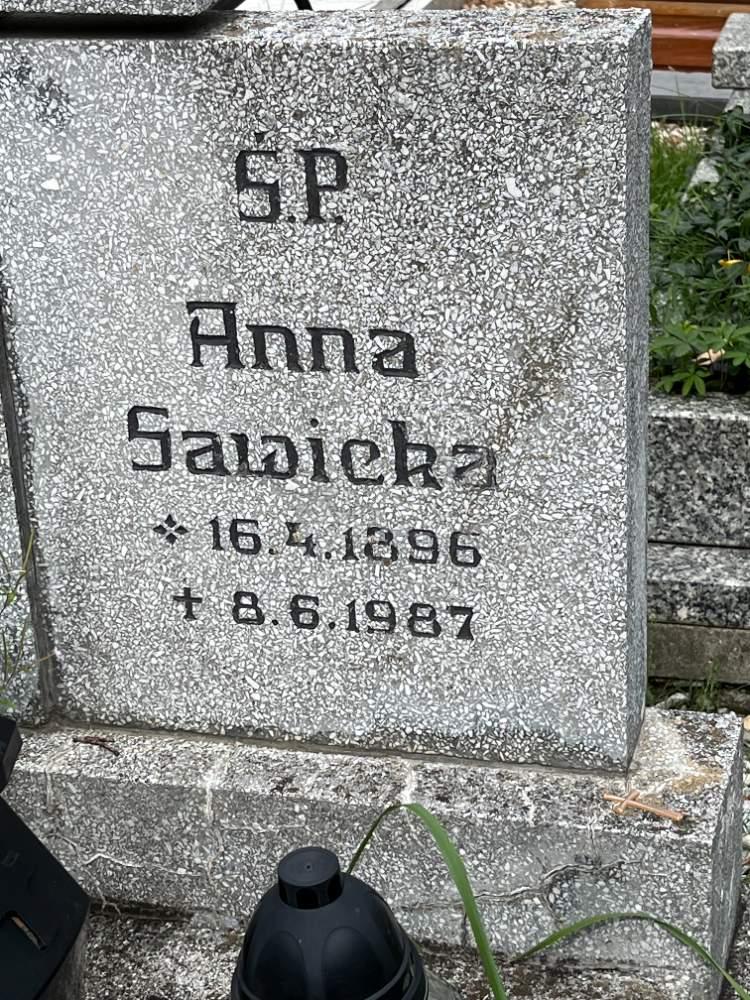 Ś.P.
Anna
Sawicka
16.4.1896
✝ 8.6.1987